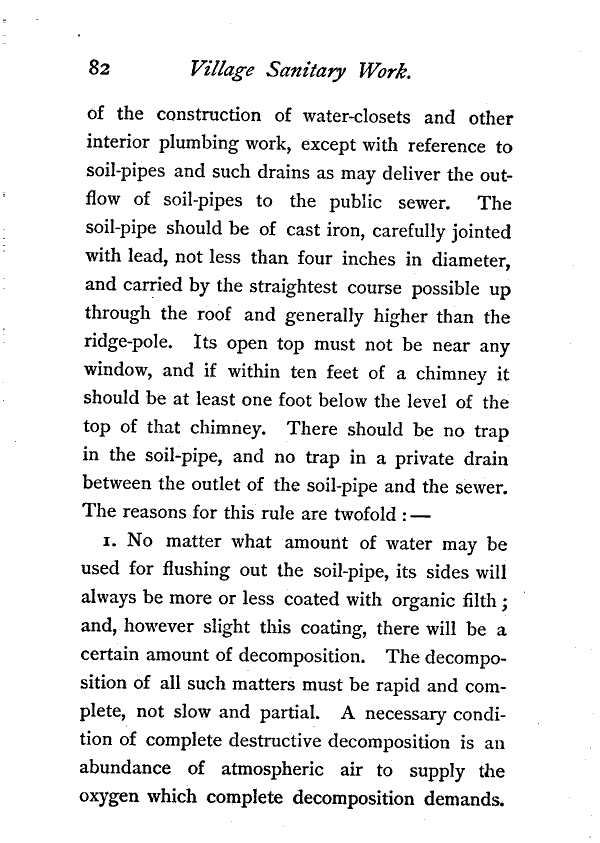 82 Village Sanitary Work.
of the construction of water-closets and other
interior plumbing work, except with reference to
soil-pipes and such drains as may deliver the out-
flow of soil-pipes to the public sewer. The
soil-pipe should be of cast iron, carefully jointed
with lead, not less than four inches in diameter,
and carried by the straightest course possible up
through the roof and generally higher than the
ridge-pole. Its open top must not be near any
window, and if within ten feet of a chimney it
should be at least one foot below the level of the
top of that chimney. There should be no trap
in the soil-pipe, and no trap in a private drain
between the outlet of the soil-pipe and the sewer.
The reasons for this rule are twofold :—
1. No matter what amount of water may be
used for flushing out the soil-pipe, its sides will
always be more or less coated with organic filth ;
and, however slight this coating, there will be a
certain amount of decomposition. The decompo-
sition of all such matters must be rapid and com-
plete, not slow and partial. A necessary condi-
tion of complete destructive decomposition is an
abundance of atmospheric air to supply the
oxygen which complete decomposition demands.